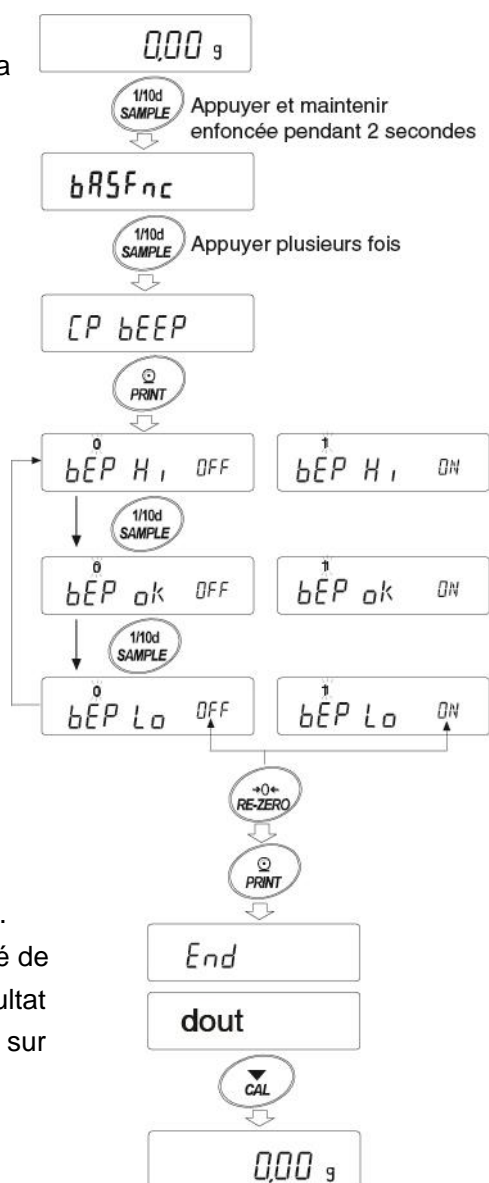 0.00 g
a
1/10d
SAMPLE
Appuyer et maintenir
enfoncée pendant 2 secondes
bASFnc
1/10d
SAMPLE
Appuyer plusieurs fois
CP bEEP
PRINT
0
bEP Hi OFF
1
bEP Hi ON
1/10d
SAMPLE
0
bEP ok OFF
1
bEP ok ON
1/10d
SAMPLE
0
bEP Lo OFF
1
bEP Lo ON
→0←
RE-ZERO
PRINT
.
é de
ultat
sur
End
dout
CAL
0.00 g